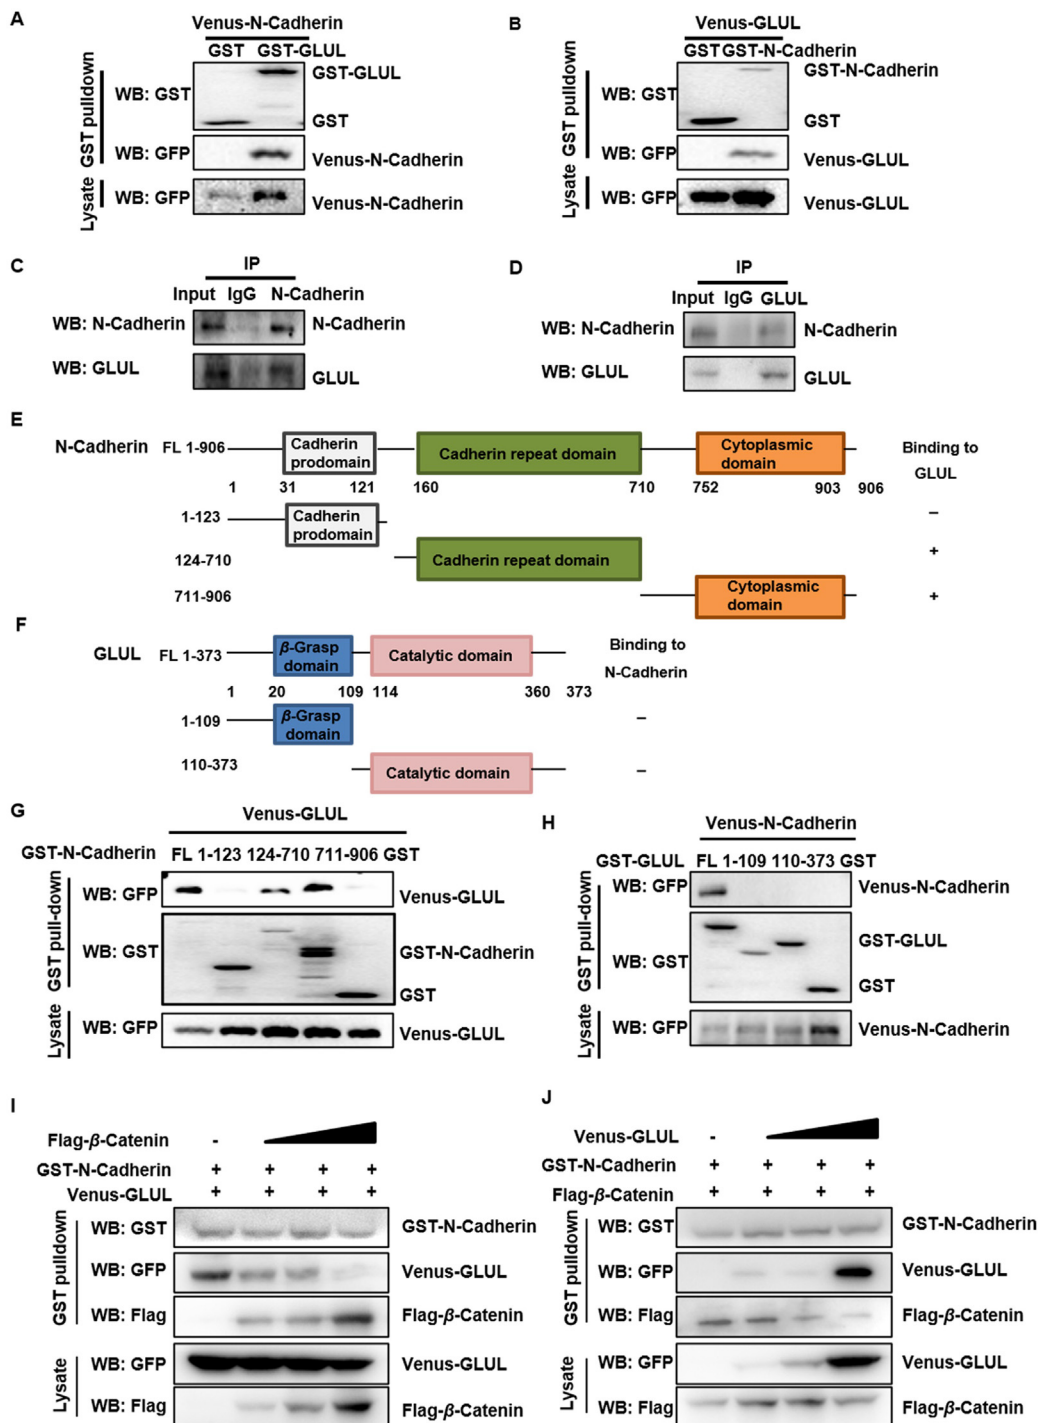 A
Venus-N-Cadherin
GST GST-GLUL
GST pulldown
WB: GST
GST-GLUL
GST
WB: GFP
Venus-N-Cadherin
Lysate
WB: GFP
Venus-N-Cadherin
B
Venus-GLUL
GST GST-N-Cadherin
GST pulldown
WB: GST
GST-N-Cadherin
GST
WB: GFP
Venus-GLUL
Lysate
WB: GFP
Venus-GLUL
C
IP
Input IgG N-Cadherin
WB: N-Cadherin
N-Cadherin
WB: GLUL
GLUL
D
IP
Input IgG GLUL
WB: N-Cadherin
N-Cadherin
WB: GLUL
GLUL
E
N-Cadherin FL 1-906
Cadherin
prodomain
Cadherin repeat domain
Cytoplasmic
domain
Binding to
GLUL
1 31 121 160 710 752 903 906
1-123
Cadherin
prodomain
–
124-710
Cadherin repeat domain
+
711-906
Cytoplasmic
domain
+
F
GLUL FL 1-373
β-Grasp
domain
Catalytic domain
Binding to
N-Cadherin
1 20 109 114 360 373
1-109
β-Grasp
domain
–
110-373
Catalytic domain
–
G
Venus-GLUL
GST-N-Cadherin FL 1-123 124-710 711-906 GST
GST pull-down
WB: GFP
Venus-GLUL
WB: GST
GST-N-Cadherin
GST
Lysate
WB: GFP
Venus-GLUL
H
Venus-N-Cadherin
GST-GLUL FL 1-109 110-373 GST
GST pull-down
WB: GFP
Venus-N-Cadherin
WB: GST
GST-GLUL
GST
Lysate
WB: GFP
Venus-N-Cadherin
I
Flag-β-Catenin -
GST-N-Cadherin + + + +
Venus-GLUL + + + +
GST pulldown
WB: GST
GST-N-Cadherin
WB: GFP
Venus-GLUL
WB: Flag
Flag-β-Catenin
Lysate
WB: GFP
Venus-GLUL
WB: Flag
Flag-β-Catenin
J
Venus-GLUL -
GST-N-Cadherin + + + +
Flag-β-Catenin + + + +
GST pulldown
WB: GST
GST-N-Cadherin
WB: GFP
Venus-GLUL
WB: Flag
Flag-β-Catenin
Lysate
WB: GFP
Venus-GLUL
WB: Flag
Flag-β-Catenin